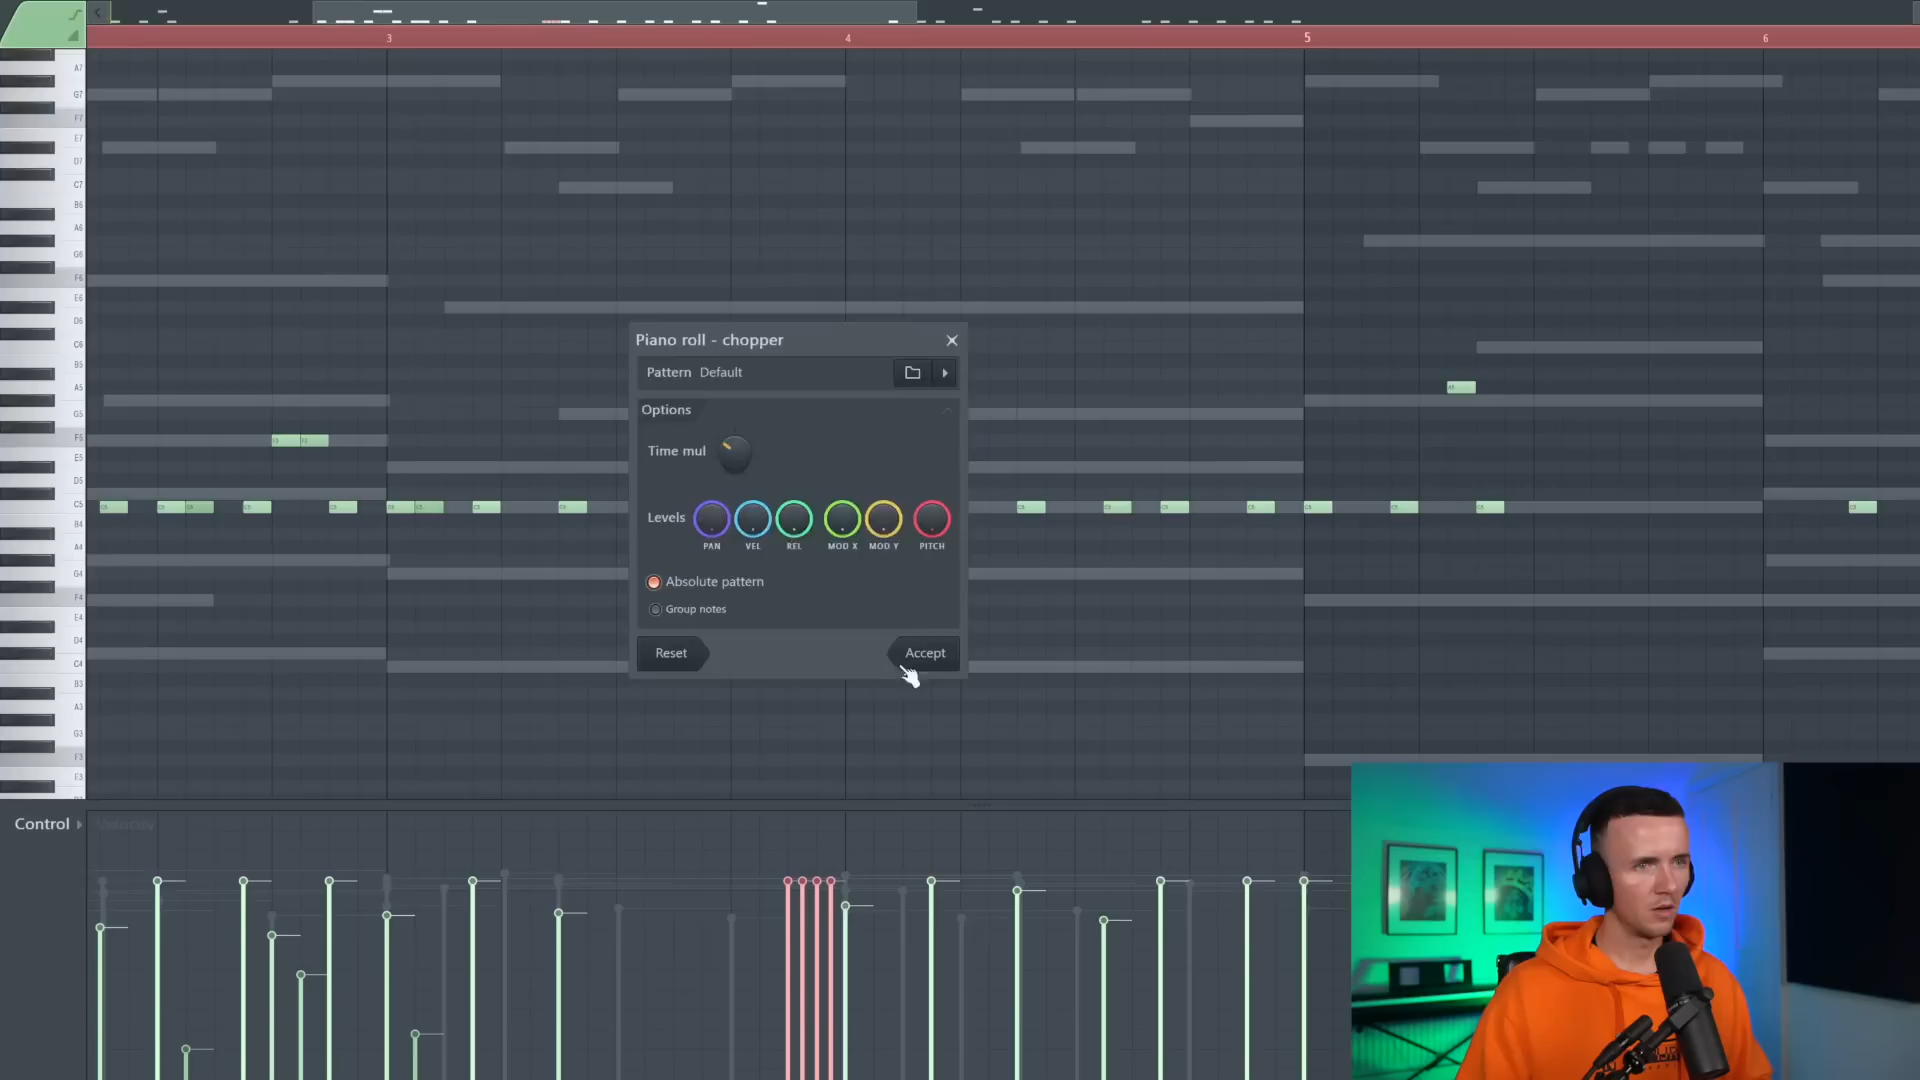 3 4 5 6
A7
G7
F7
E7
D7
C7
B6
A6
G6
F6
E6
D6
C6
B5
A5
G5
F5
E5
D5
C5
B4
A4
G4
F4
E4
D4
C4
B3
A3
G3
F3
E3
Piano roll - chopper
Pattern Default
Options
Time mul
Levels
PAN VEL REL MOD X MOD Y PITCH
Absolute pattern
Group notes
Reset Accept
Control
Velocity